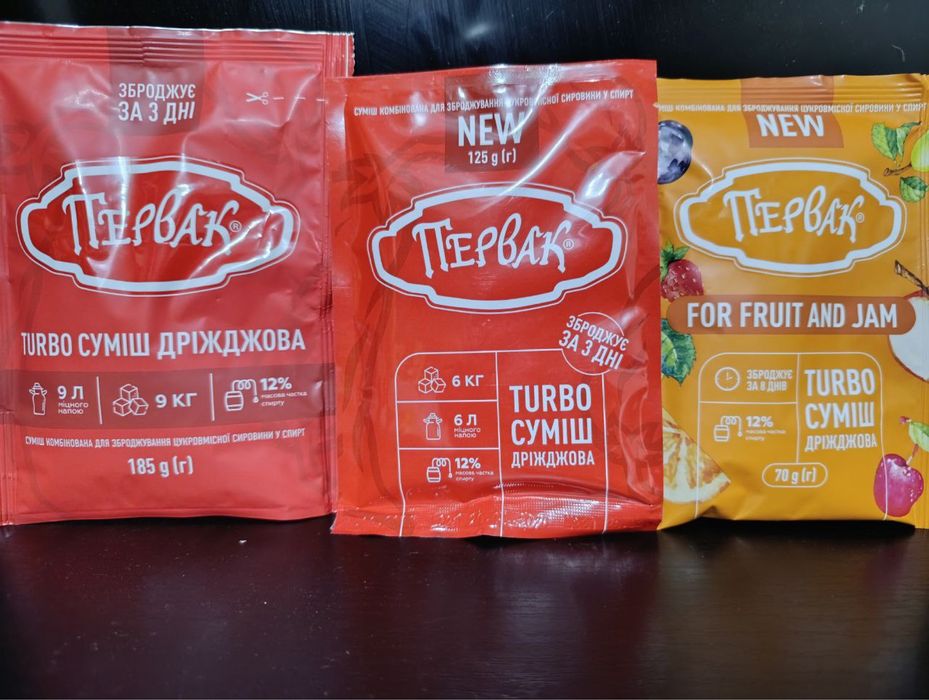 ЗБРОДЖУЄ
ЗА 3 ДНІ
ПЕРВАК®
TURBO СУМІШ ДРІЖДЖОВА
9 Л
міцного
напою
9 КГ
12%
масова частка
спирту
СУМІШ КОМБІНОВАНА ДЛЯ ЗБРОДЖУВАННЯ ЦУКРОВМІСНОЇ СИРОВИНИ У СПИРТ
185 g (г)
СУМІШ КОМБІНОВАНА ДЛЯ ЗБРОДЖУВАННЯ ЦУКРОВМІСНОЇ СИРОВИНИ У СПИРТ
NEW
125 g (г)
ПЕРВАК®
ЗБРОДЖУЄ
ЗА 3 ДНІ
6 КГ
6 Л
міцного
напою
12%
масова частка
спирту
TURBO
СУМІШ
ДРІЖДЖОВА
СУМІШ КОМБІНОВАНА ДЛЯ ЗБРОДЖУВАННЯ ЦУКРОВМІСНОЇ СИРОВИНИ У СПИРТ
NEW
ПЕРВАК®
FOR FRUIT AND JAM
ЗБРОДЖУЄ
ЗА 8 ДНІВ
12%
масова частка
спирту
TURBO
СУМІШ
ДРІЖДЖОВА
70 g (г)